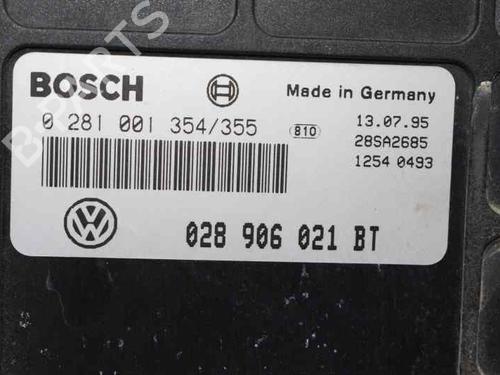 BOSCH
Made in Germany
0 281 001 354/355
810
13.07.95
28SA2685
1254 0493
028 906 021 BT
B-PARTS